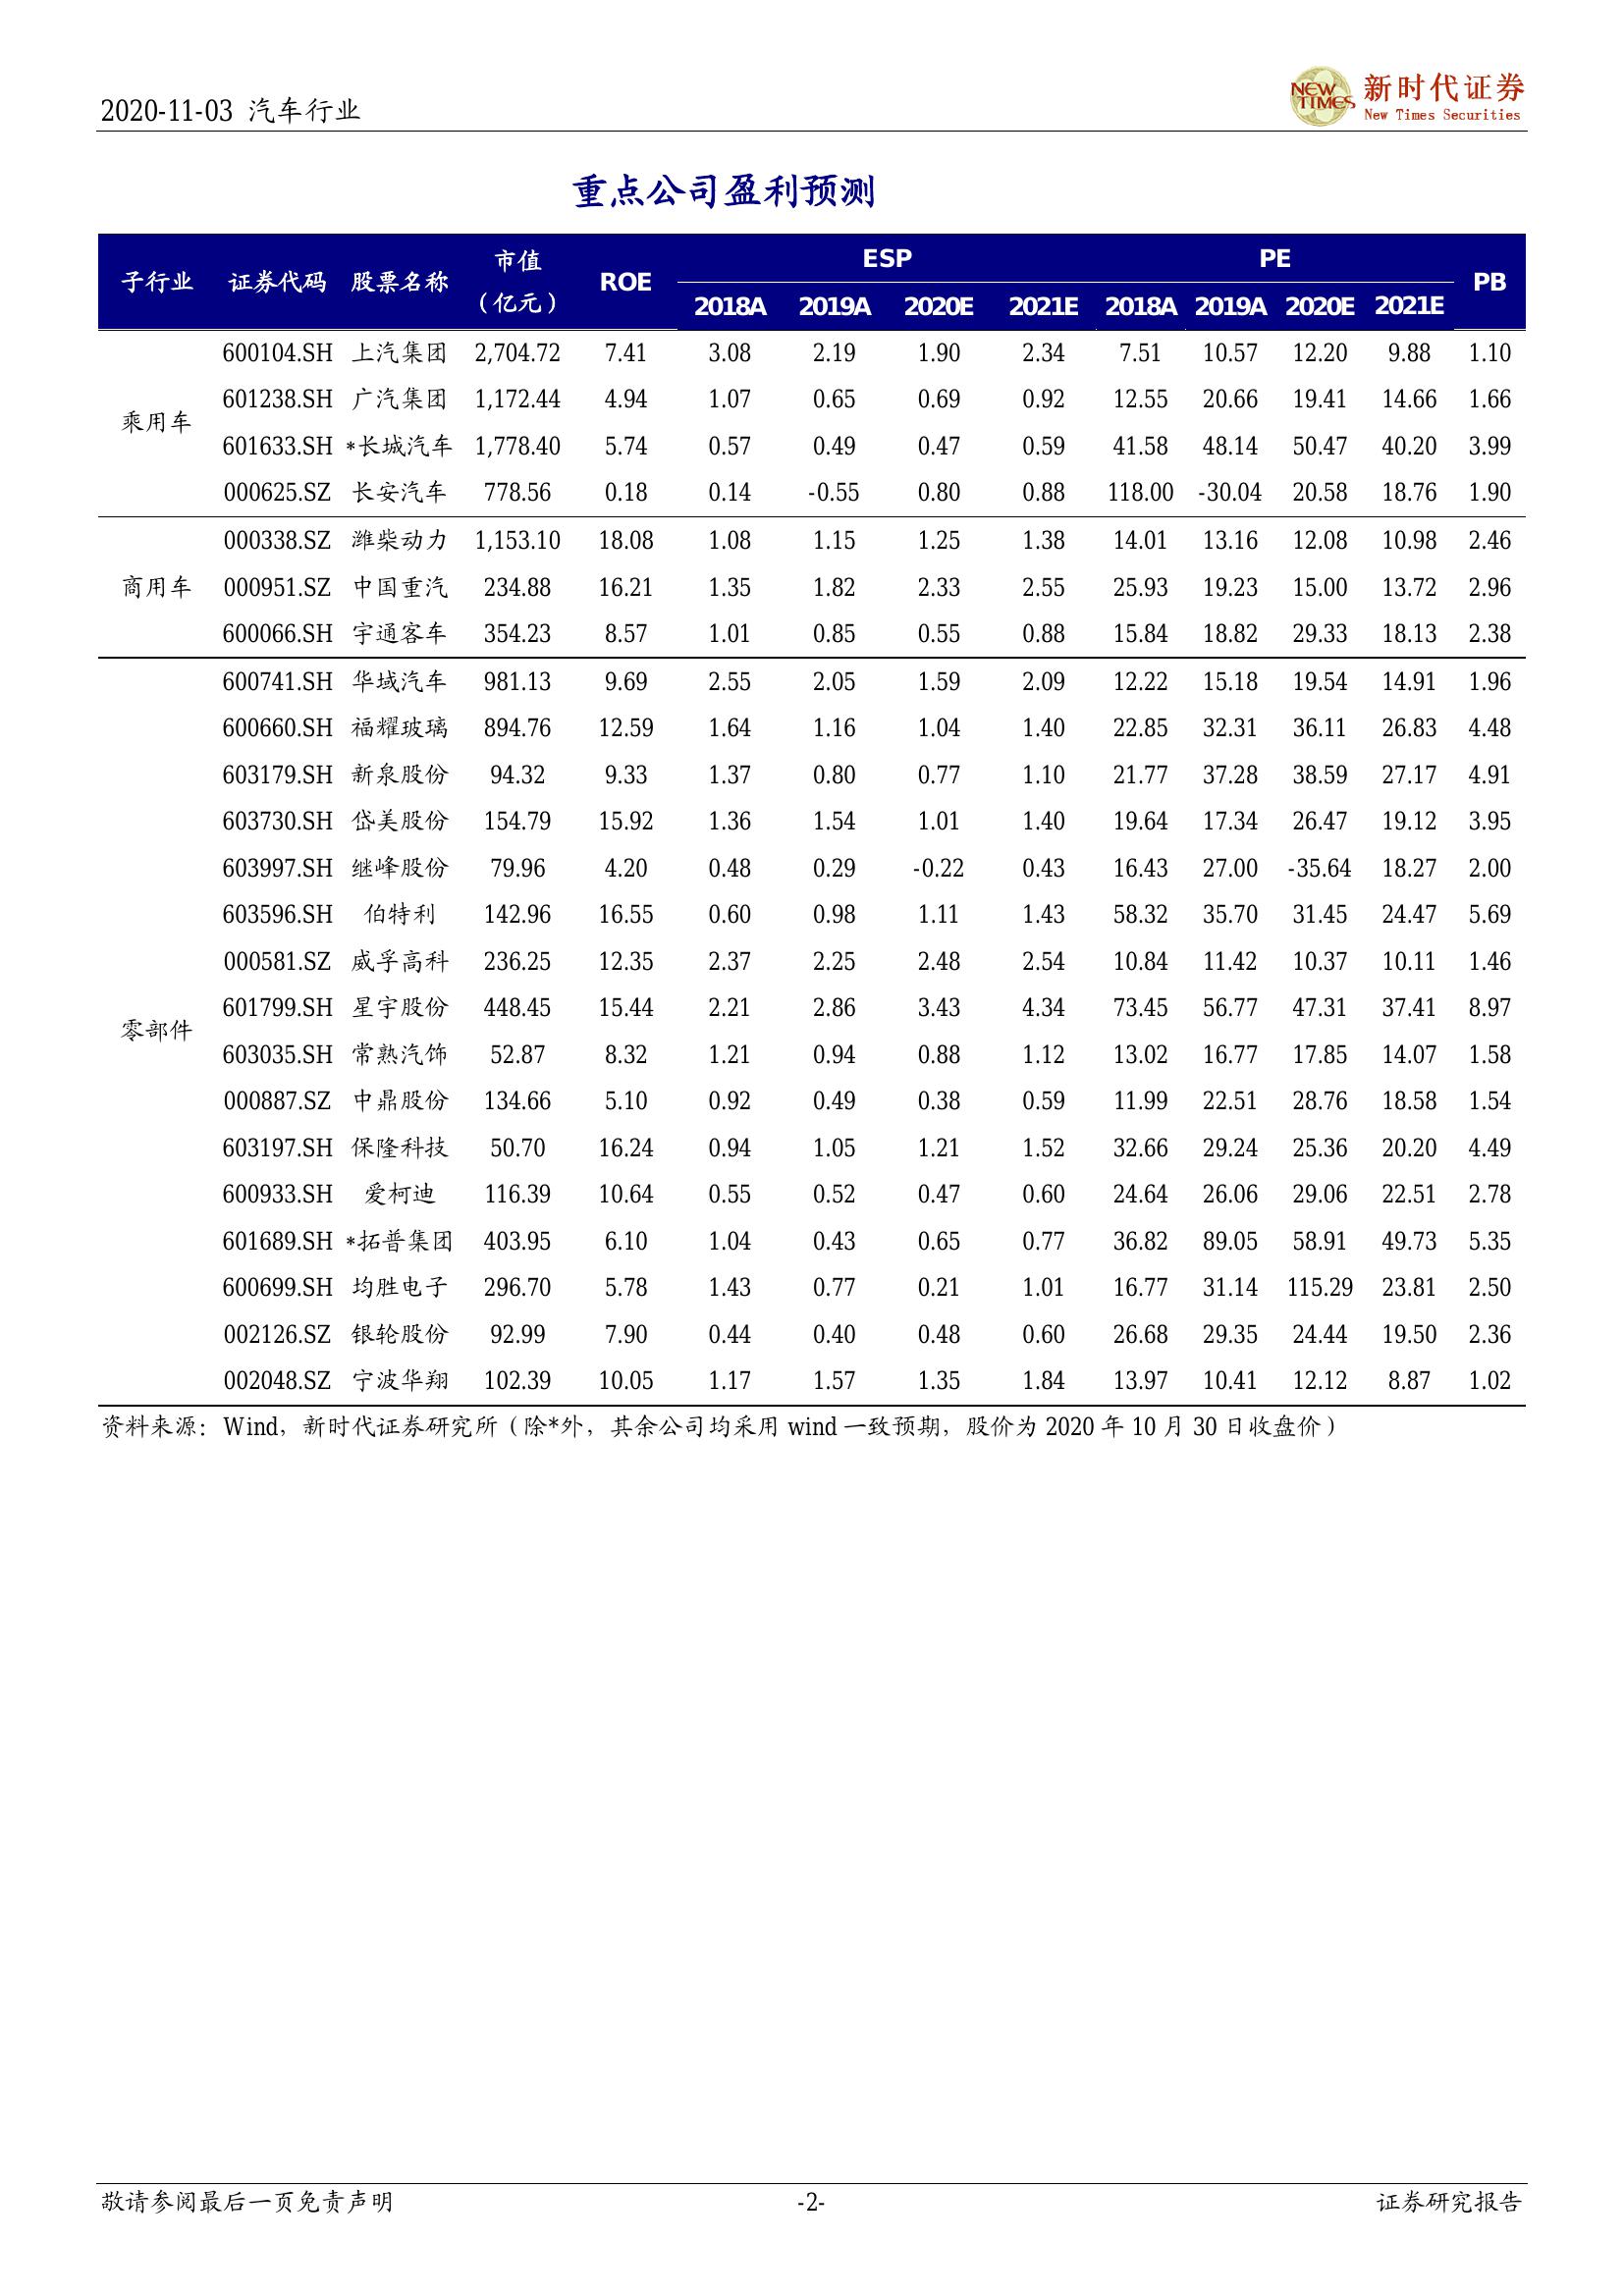 2020-11-03 汽车行业
NEW TIMES
新时代证券
New Times Securities
重点公司盈利预测
子行业 证券代码 股票名称 市值（亿元） ROE ESP PE PB
2018A 2019A 2020E 2021E 2018A 2019A 2020E 2021E
乘用车
600104.SH 上汽集团 2,704.72 7.41 3.08 2.19 1.90 2.34 7.51 10.57 12.20 9.88 1.10
601238.SH 广汽集团 1,172.44 4.94 1.07 0.65 0.69 0.92 12.55 20.66 19.41 14.66 1.66
601633.SH *长城汽车 1,778.40 5.74 0.57 0.49 0.47 0.59 41.58 48.14 50.47 40.20 3.99
000625.SZ 长安汽车 778.56 0.18 0.14 -0.55 0.80 0.88 118.00 -30.04 20.58 18.76 1.90
商用车
000338.SZ 潍柴动力 1,153.10 18.08 1.08 1.15 1.25 1.38 14.01 13.16 12.08 10.98 2.46
000951.SZ 中国重汽 234.88 16.21 1.35 1.82 2.33 2.55 25.93 19.23 15.00 13.72 2.96
600066.SH 宇通客车 354.23 8.57 1.01 0.85 0.55 0.88 15.84 18.82 29.33 18.13 2.38
零部件
600741.SH 华域汽车 981.13 9.69 2.55 2.05 1.59 2.09 12.22 15.18 19.54 14.91 1.96
600660.SH 福耀玻璃 894.76 12.59 1.64 1.16 1.04 1.40 22.85 32.31 36.11 26.83 4.48
603179.SH 新泉股份 94.32 9.33 1.37 0.80 0.77 1.10 21.77 37.28 38.59 27.17 4.91
603730.SH 岱美股份 154.79 15.92 1.36 1.54 1.01 1.40 19.64 17.34 26.47 19.12 3.95
603997.SH 继峰股份 79.96 4.20 0.48 0.29 -0.22 0.43 16.43 27.00 -35.64 18.27 2.00
603596.SH 伯特利 142.96 16.55 0.60 0.98 1.11 1.43 58.32 35.70 31.45 24.47 5.69
000581.SZ 威孚高科 236.25 12.35 2.37 2.25 2.48 2.54 10.84 11.42 10.37 10.11 1.46
601799.SH 星宇股份 448.45 15.44 2.21 2.86 3.43 4.34 73.45 56.77 47.31 37.41 8.97
603035.SH 常熟汽饰 52.87 8.32 1.21 0.94 0.88 1.12 13.02 16.77 17.85 14.07 1.58
000887.SZ 中鼎股份 134.66 5.10 0.92 0.49 0.38 0.59 11.99 22.51 28.76 18.58 1.54
603197.SH 保隆科技 50.70 16.24 0.94 1.05 1.21 1.52 32.66 29.24 25.36 20.20 4.49
600933.SH 爱柯迪 116.39 10.64 0.55 0.52 0.47 0.60 24.64 26.06 29.06 22.51 2.78
601689.SH *拓普集团 403.95 6.10 1.04 0.43 0.65 0.77 36.82 89.05 58.91 49.73 5.35
600699.SH 均胜电子 296.70 5.78 1.43 0.77 0.21 1.01 16.77 31.14 115.29 23.81 2.50
002126.SZ 银轮股份 92.99 7.90 0.44 0.40 0.48 0.60 26.68 29.35 24.44 19.50 2.36
002048.SZ 宁波华翔 102.39 10.05 1.17 1.57 1.35 1.84 13.97 10.41 12.12 8.87 1.02
资料来源：Wind，新时代证券研究所（除*外，其余公司均采用 wind 一致预期，股价为 2020 年 10 月 30 日收盘价）
敬请参阅最后一页免责声明 -2- 证券研究报告